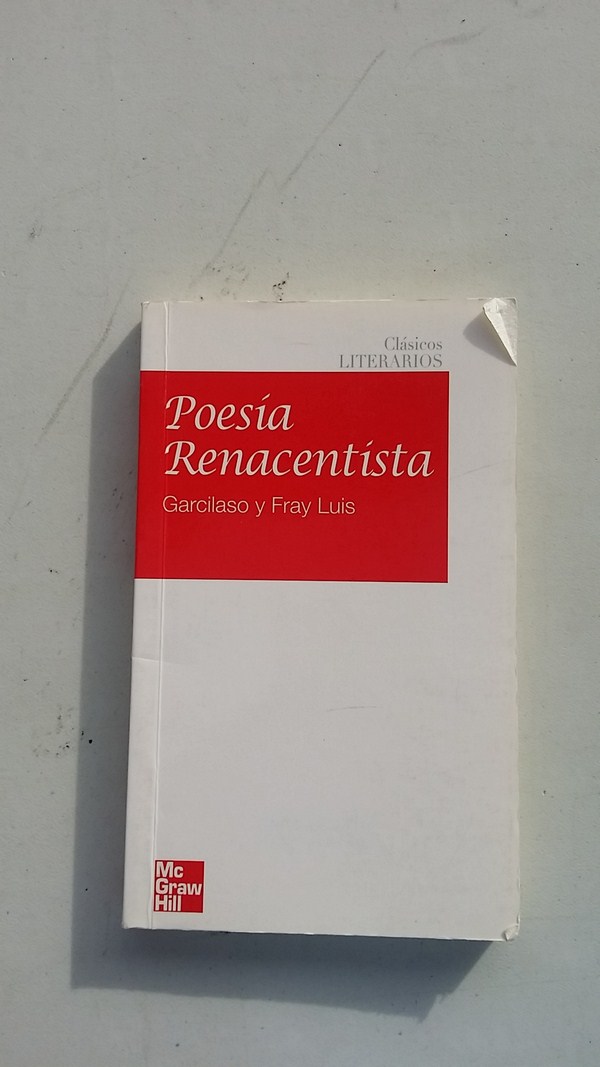 Clásicos
LITERARIOS
Poesía
Renacentista
Garcilaso y Fray Luis
Mc
Graw
Hill